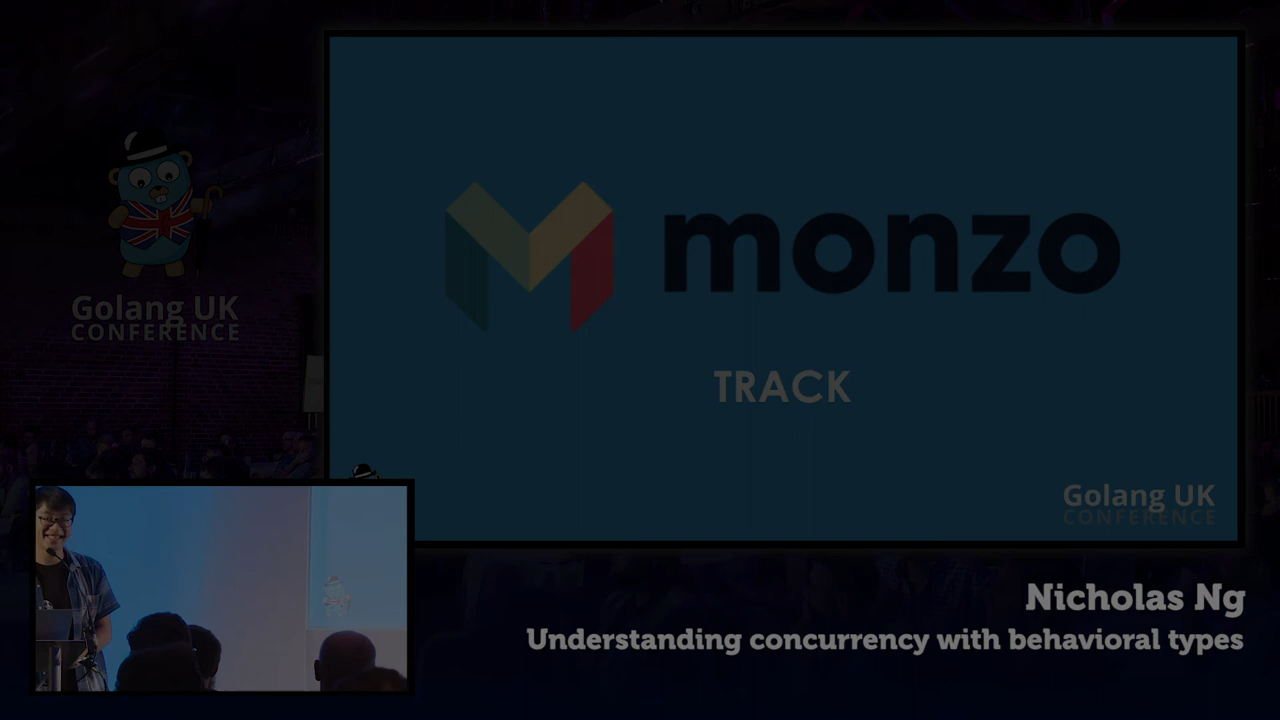 monzo
TRACK
Golang UK
CONFERENCE
Golang UK
CONFERENCE
Nicholas Ng
Understanding concurrency with behavioral types